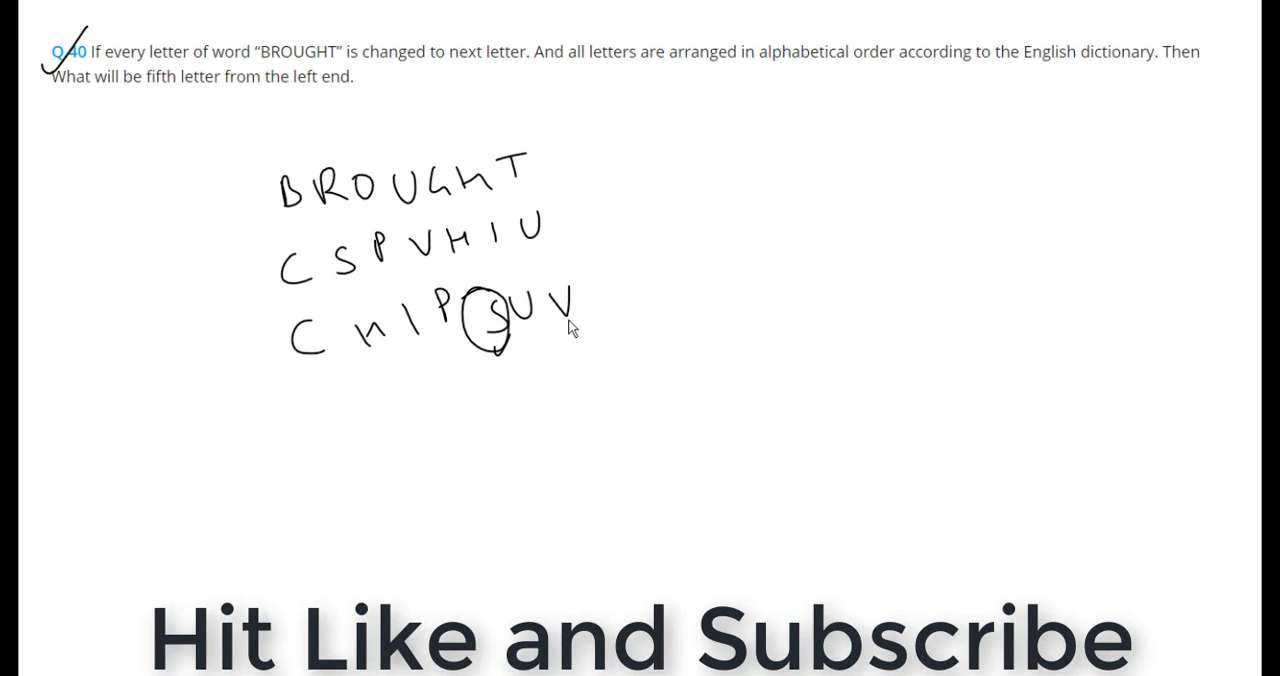 Q.40 If every letter of word “BROUGHT” is changed to next letter. And all letters are arranged in alphabetical order according to the English dictionary. Then
What will be fifth letter from the left end.
BROUGHT
CSPVHIU
CHIPSUV
Hit Like and Subscribe